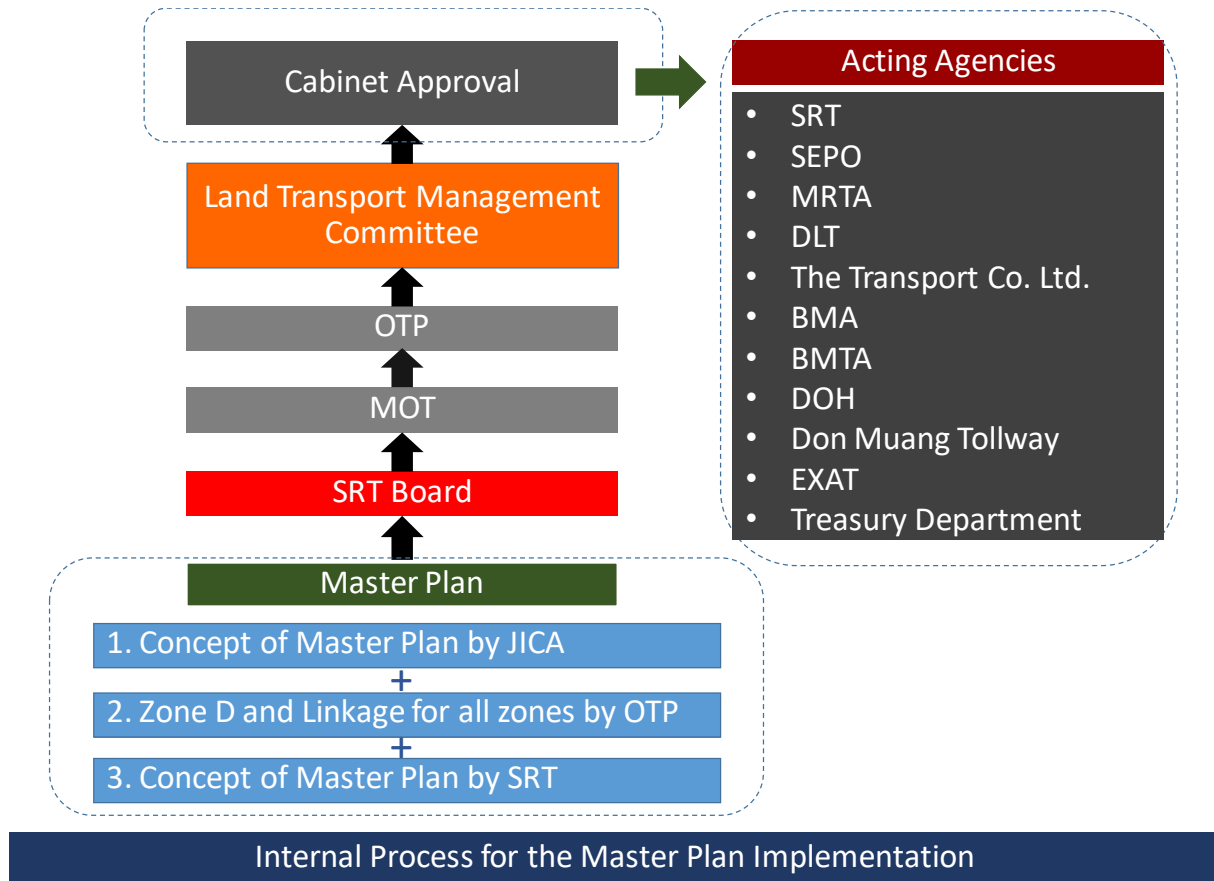 Cabinet Approval
Land Transport Management
Committee
OTP
MOT
SRT Board
Master Plan
1. Concept of Master Plan by JICA
+
2. Zone D and Linkage for all zones by OTP
+
3. Concept of Master Plan by SRT
Acting Agencies
• SRT
• SEPO
• MRTA
• DLT
• The Transport Co. Ltd.
• BMA
• BMTA
• DOH
• Don Muang Tollway
• EXAT
• Treasury Department
Internal Process for the Master Plan Implementation